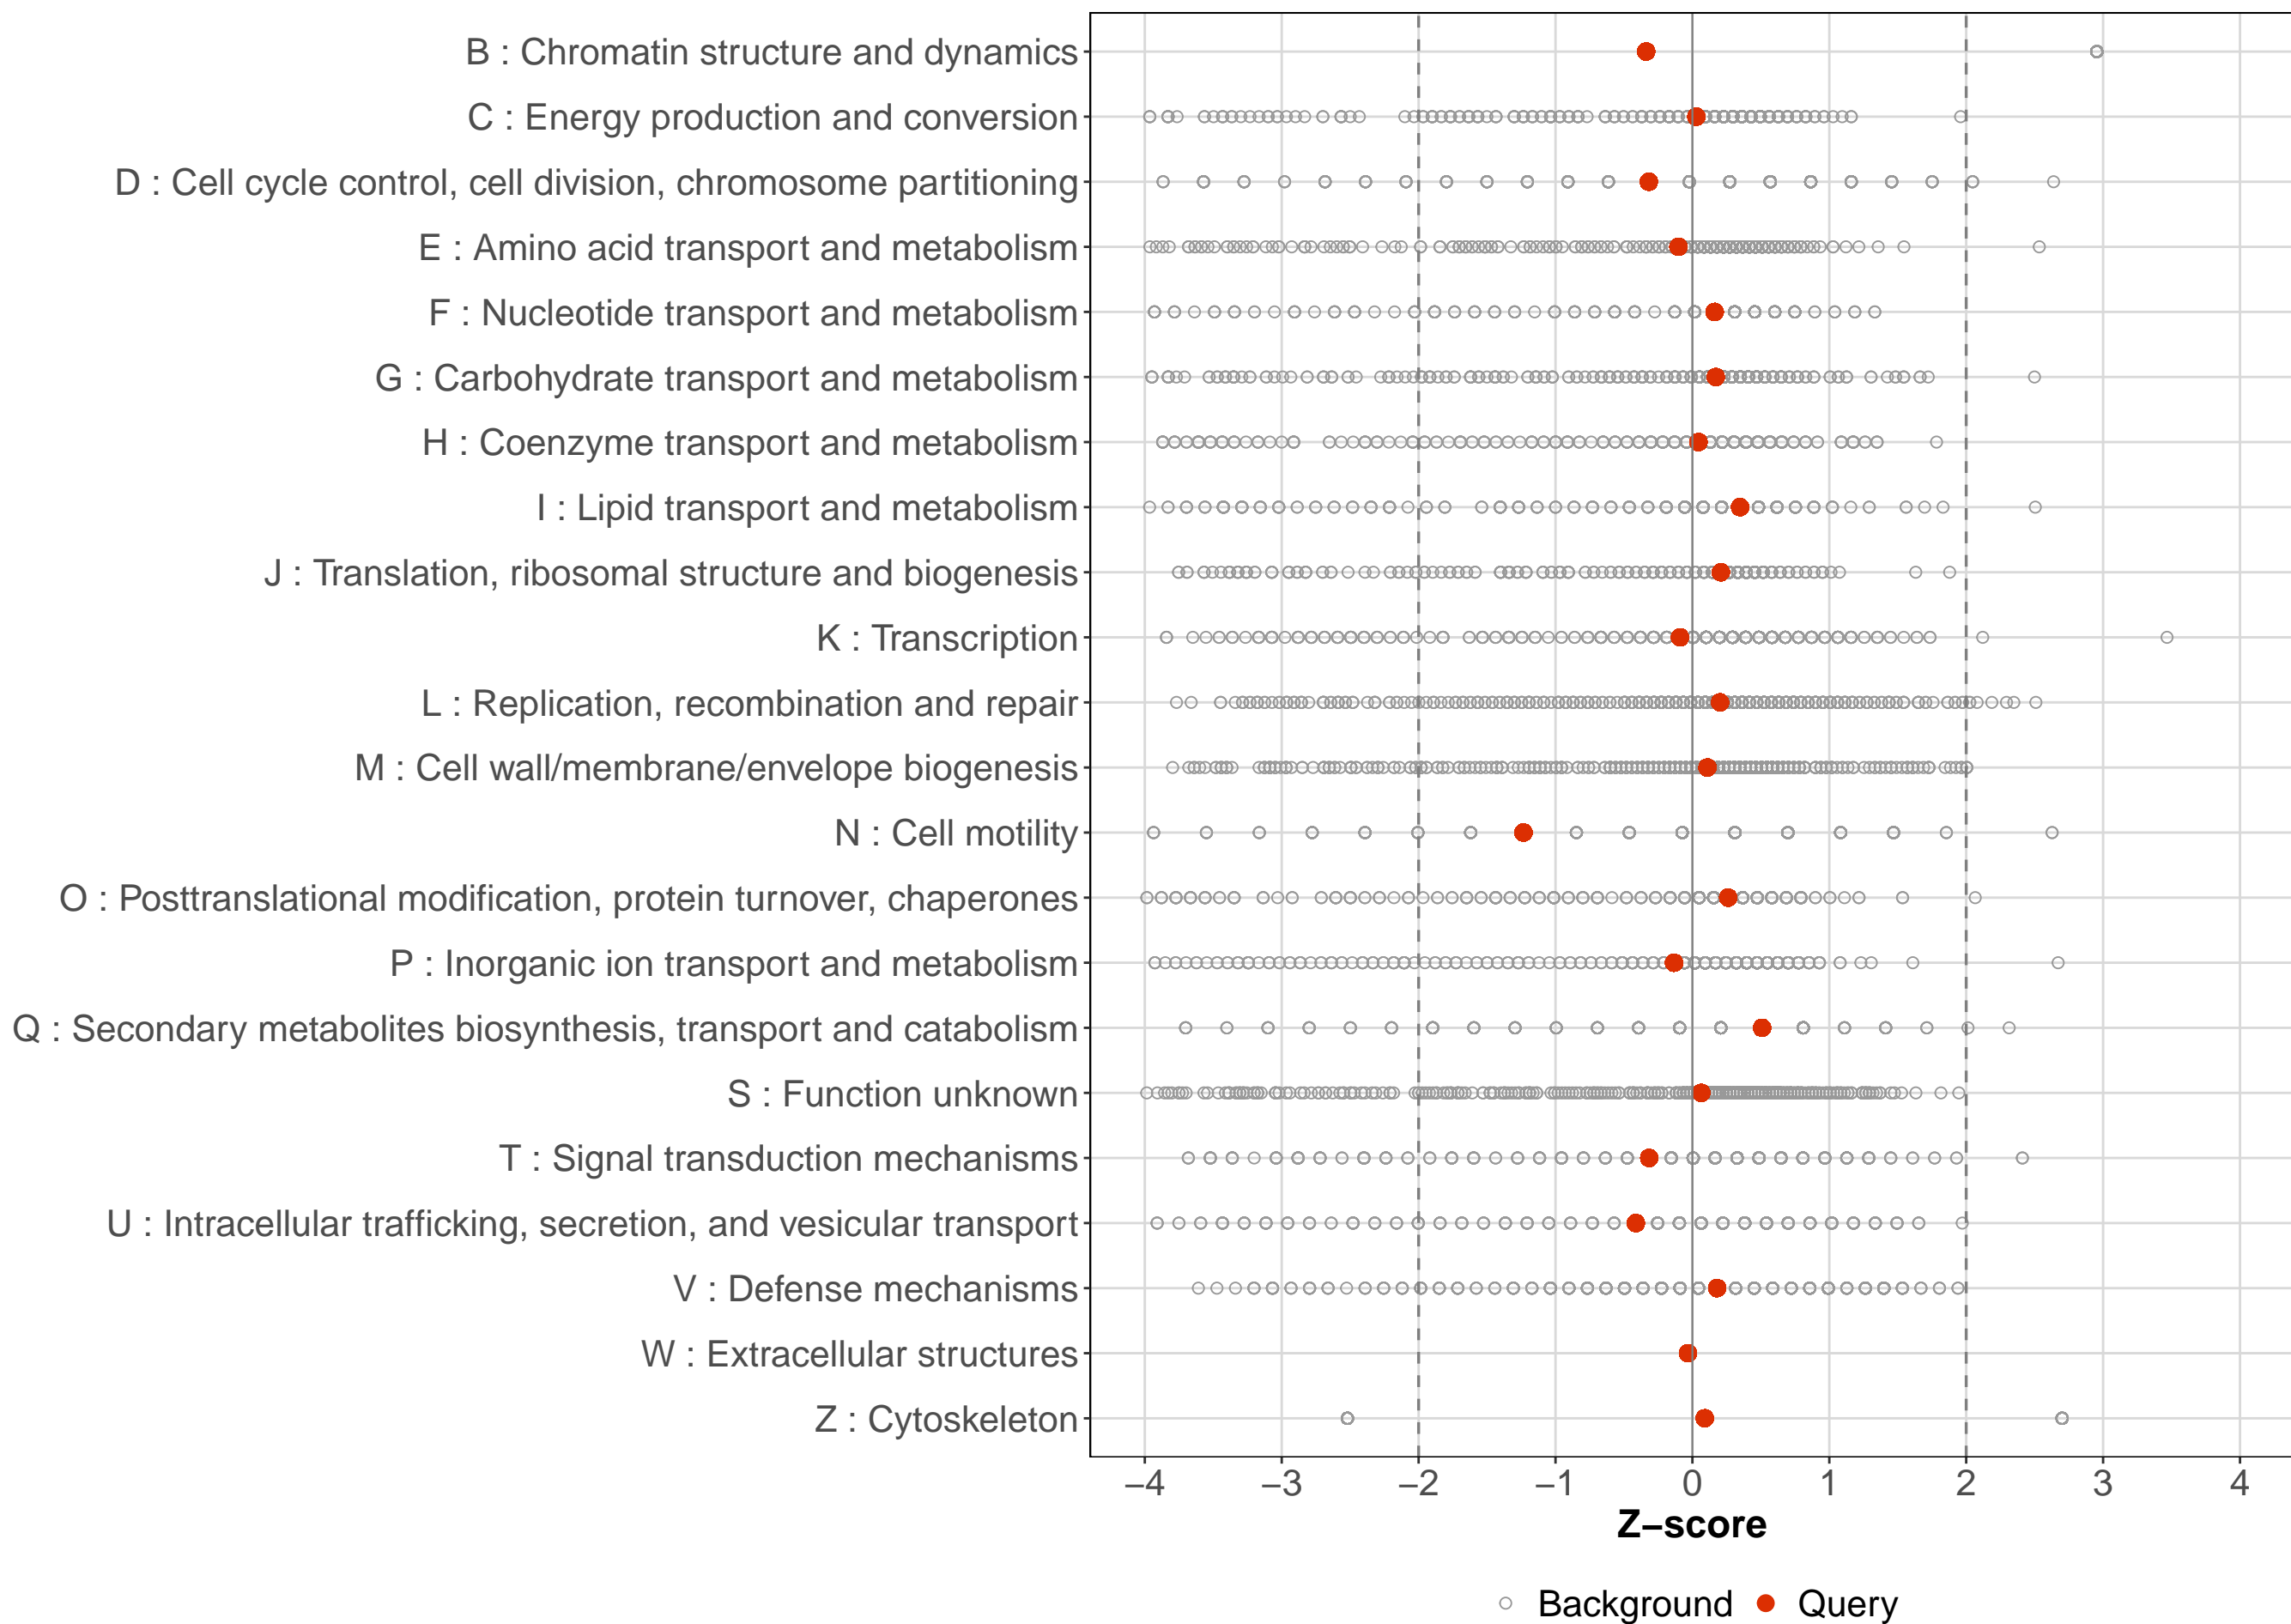 B : Chromatin structure and dynamics
C : Energy production and conversion
D : Cell cycle control, cell division, chromosome partitioning
E : Amino acid transport and metabolism
F : Nucleotide transport and metabolism
G : Carbohydrate transport and metabolism
H : Coenzyme transport and metabolism
I : Lipid transport and metabolism
J : Translation, ribosomal structure and biogenesis
K : Transcription
L : Replication, recombination and repair
M : Cell wall/membrane/envelope biogenesis
N : Cell motility
O : Posttranslational modification, protein turnover, chaperones
P : Inorganic ion transport and metabolism
Q : Secondary metabolites biosynthesis, transport and catabolism
S : Function unknown
T : Signal transduction mechanisms
U : Intracellular trafficking, secretion, and vesicular transport
V : Defense mechanisms
W : Extracellular structures
Z : Cytoskeleton
−4 −3 −2 −1 0 1 2 3 4
Z−score
Background Query